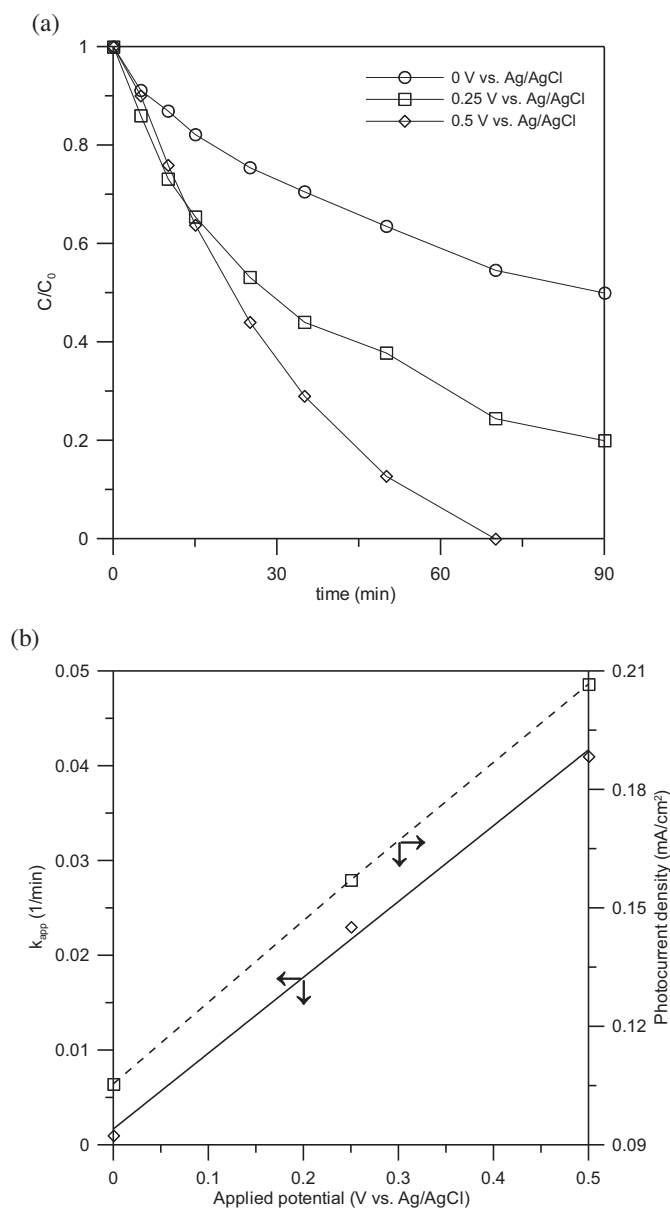 (a)
1
0.8
0.6
0.4
0.2
0
C/C₀
0 V vs. Ag/AgCl
0.25 V vs. Ag/AgCl
0.5 V vs. Ag/AgCl
0 30 60 90
time (min)
(b)
0.05
0.04
0.03
0.02
0.01
0
k_app (1/min)
0.21
0.18
0.15
0.12
0.09
Photocurrent density (mA/cm²)
0 0.1 0.2 0.3 0.4 0.5
Applied potential (V vs. Ag/AgCl)